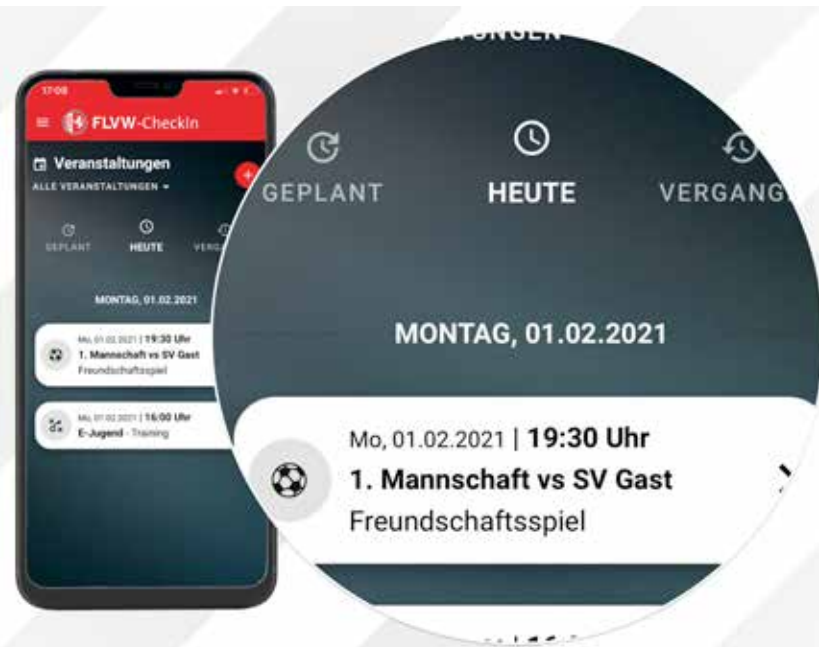 17:08
FLVW-CheckIn
Veranstaltungen
ALLE VERANSTALTUNGEN
GEPLANT
HEUTE
MONTAG, 01.02.2021
Mo, 01.02.2021 | 19:30 Uhr
1. Mannschaft vs SV Gast
Freundschaftsspiel
Mo, 01.02.2021 | 16:00 Uhr
E-Jugend - Training
GEPLANT
HEUTE
VERGANG
MONTAG, 01.02.2021
Mo, 01.02.2021 | 19:30 Uhr
1. Mannschaft vs SV Gast
Freundschaftsspiel